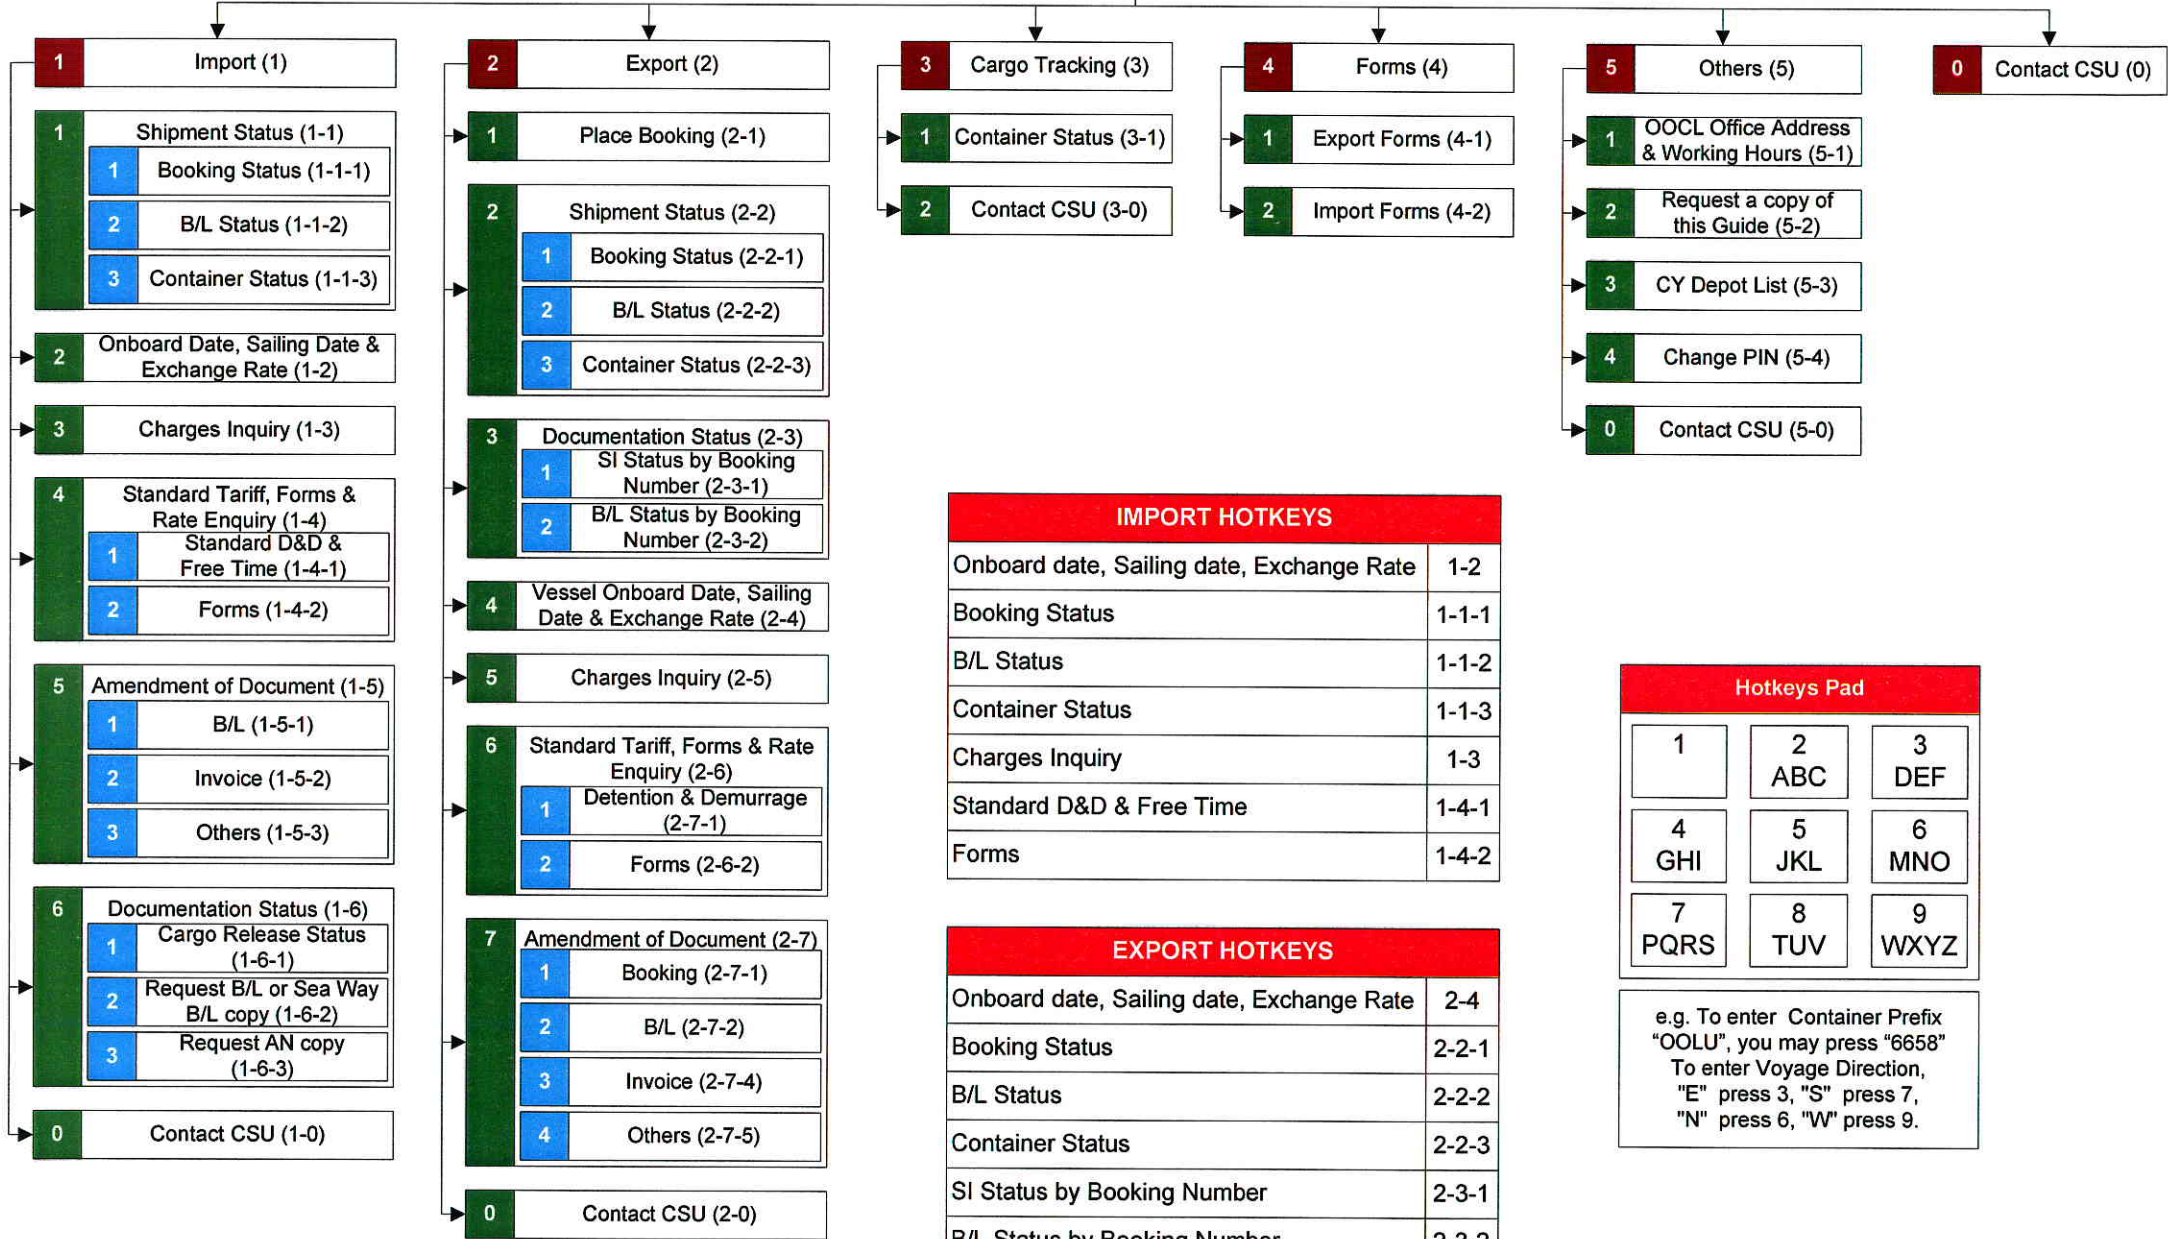 1 Import (1)
1 Shipment Status (1-1)
1 Booking Status (1-1-1)
2 B/L Status (1-1-2)
3 Container Status (1-1-3)
2 Onboard Date, Sailing Date &
Exchange Rate (1-2)
3 Charges Inquiry (1-3)
4 Standard Tariff, Forms &
Rate Enquiry (1-4)
1 Standard D&D &
Free Time (1-4-1)
2 Forms (1-4-2)
5 Amendment of Document (1-5)
1 B/L (1-5-1)
2 Invoice (1-5-2)
3 Others (1-5-3)
6 Documentation Status (1-6)
1 Cargo Release Status
(1-6-1)
2 Request B/L or Sea Way
B/L copy (1-6-2)
3 Request AN copy
(1-6-3)
0 Contact CSU (1-0)
2 Export (2)
1 Place Booking (2-1)
2 Shipment Status (2-2)
1 Booking Status (2-2-1)
2 B/L Status (2-2-2)
3 Container Status (2-2-3)
3 Documentation Status (2-3)
1 SI Status by Booking
Number (2-3-1)
2 B/L Status by Booking
Number (2-3-2)
4 Vessel Onboard Date, Sailing
Date & Exchange Rate (2-4)
5 Charges Inquiry (2-5)
6 Standard Tariff, Forms & Rate
Enquiry (2-6)
1 Detention & Demurrage
(2-7-1)
2 Forms (2-6-2)
7 Amendment of Document (2-7)
1 Booking (2-7-1)
2 B/L (2-7-2)
3 Invoice (2-7-4)
4 Others (2-7-5)
0 Contact CSU (2-0)
3 Cargo Tracking (3)
1 Container Status (3-1)
2 Contact CSU (3-0)
4 Forms (4)
1 Export Forms (4-1)
2 Import Forms (4-2)
5 Others (5)
1 OOCL Office Address
& Working Hours (5-1)
2 Request a copy of
this Guide (5-2)
3 CY Depot List (5-3)
4 Change PIN (5-4)
0 Contact CSU (5-0)
0 Contact CSU (0)
IMPORT HOTKEYS
Onboard date, Sailing date, Exchange Rate 1-2
Booking Status 1-1-1
B/L Status 1-1-2
Container Status 1-1-3
Charges Inquiry 1-3
Standard D&D & Free Time 1-4-1
Forms 1-4-2
EXPORT HOTKEYS
Onboard date, Sailing date, Exchange Rate 2-4
Booking Status 2-2-1
B/L Status 2-2-2
Container Status 2-2-3
SI Status by Booking Number 2-3-1
B/L Status by Booking Number 2-3-2
Hotkeys Pad
1 2 3
ABC DEF
4 5 6
GHI JKL MNO
7 8 9
PQRS TUV WXYZ
e.g. To enter Container Prefix
“OOLU”, you may press “6658”
To enter Voyage Direction,
"E" press 3, "S" press 7,
"N" press 6, "W" press 9.